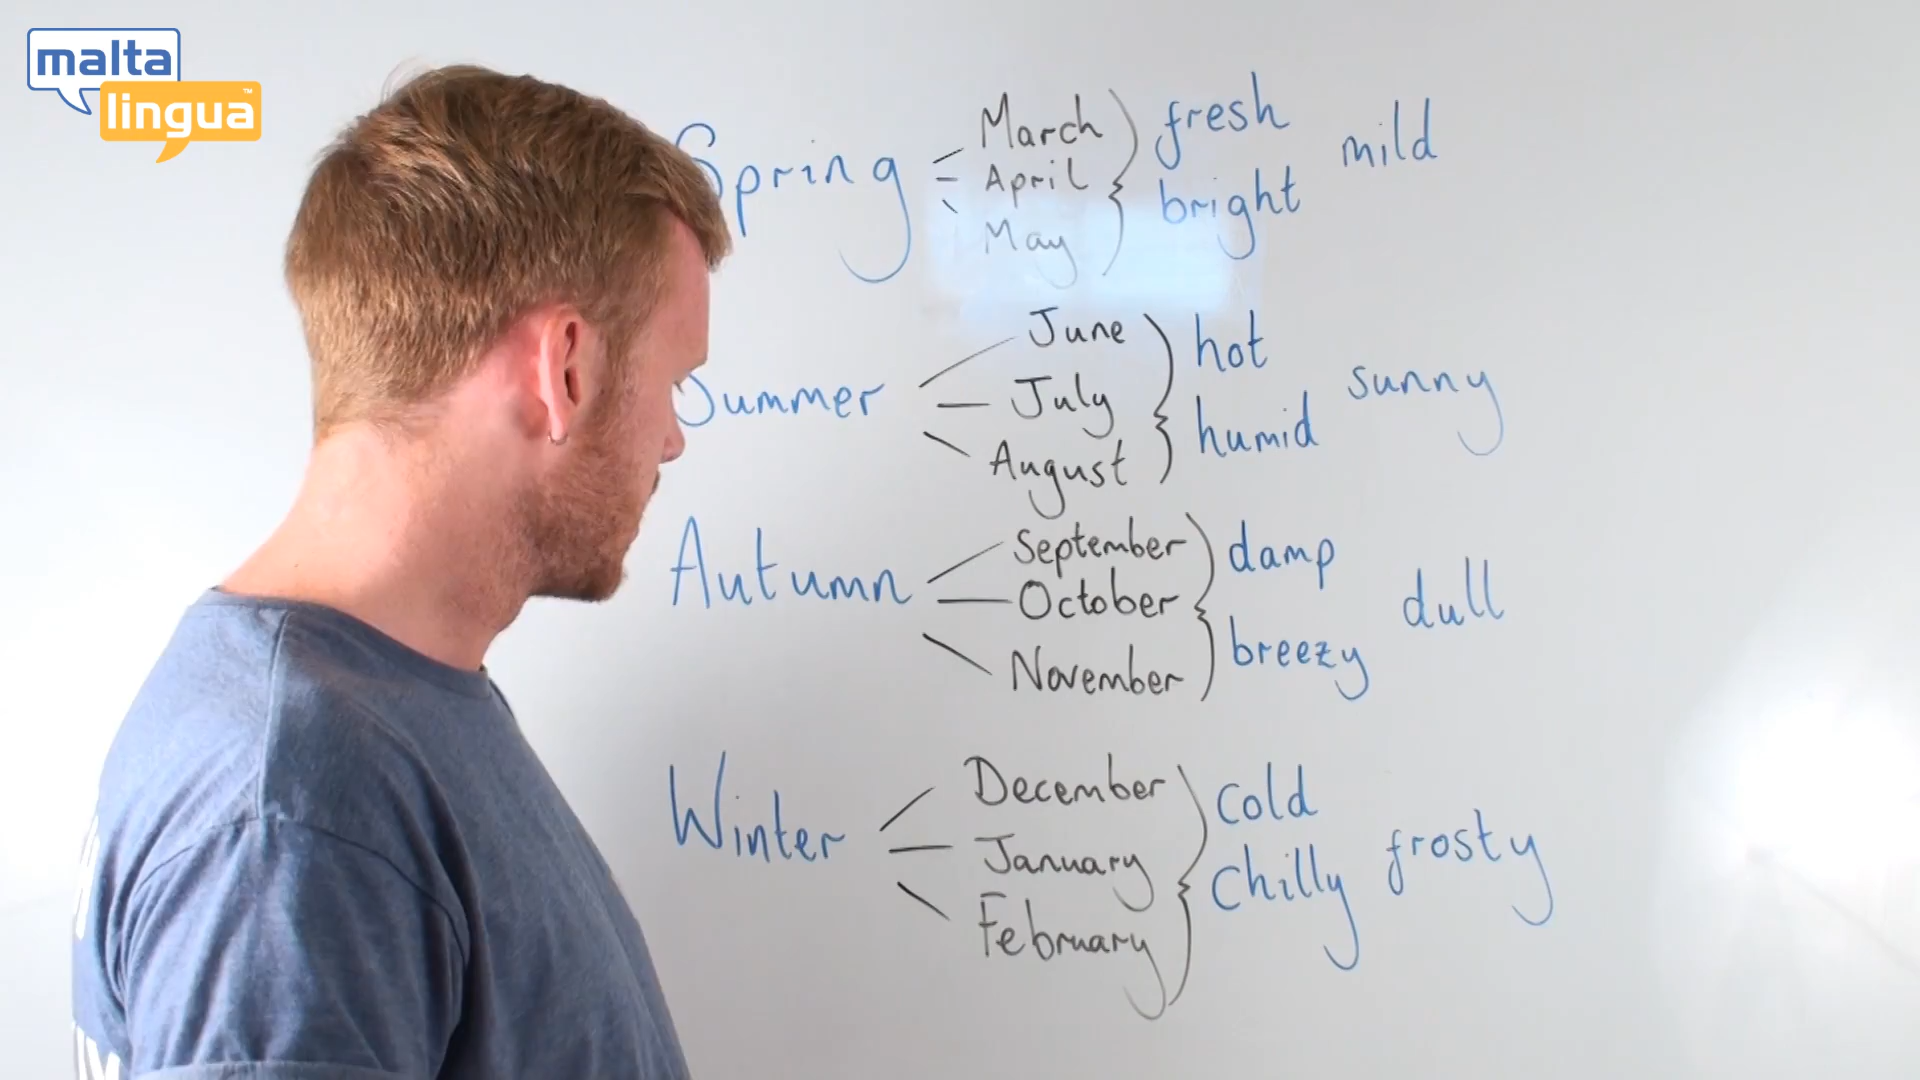 malta
lingua™
Spring
March
April
May
fresh
bright
mild
Summer
June
July
August
hot
humid
sunny
Autumn
September
October
November
damp
breezy
dull
Winter
December
January
February
cold
chilly
frosty